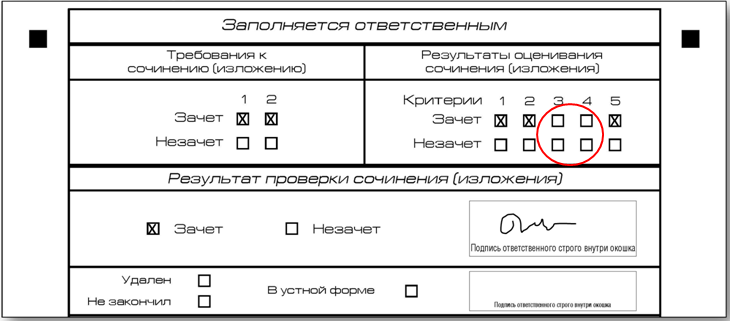 Заполняется ответственным
Требования к сочинению (изложению)
Результаты оценивания сочинения (изложения)
1 2
Зачет X X
Незачет
Критерии 1 2 3 4 5
Зачет X X X
Незачет
Результат проверки сочинения (изложения)
X Зачет Незачет
Подпись ответственного строго внутри окошка
Удален
Не закончил
В устной форме
Подпись ответственного строго внутри окошка